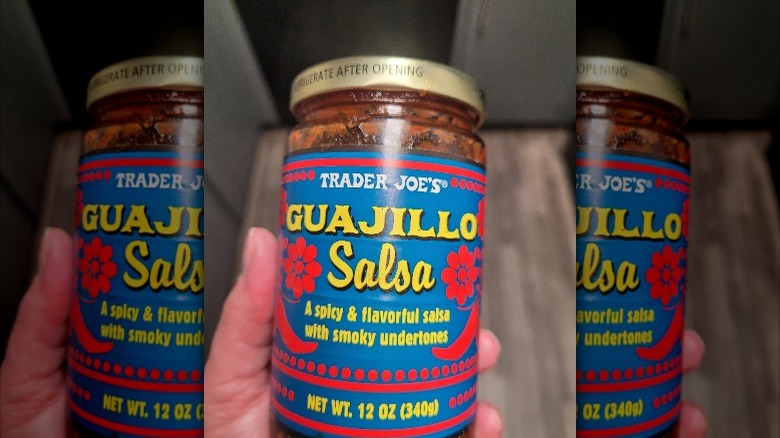 REFRIGERATE AFTER OPENING
TRADER JOE'S®
GUAJILLO
Salsa
A spicy & flavorful salsa
with smoky undertones
NET WT. 12 OZ (340g)